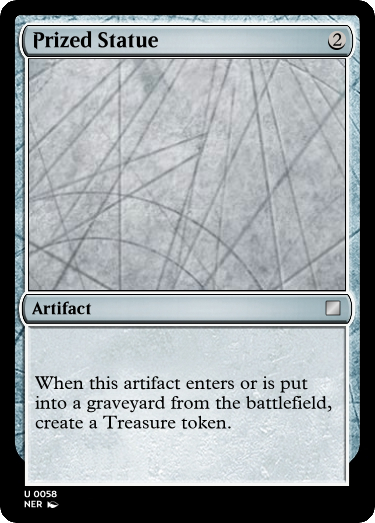 Prized Statue 2
Artifact
When this artifact enters or is put
into a graveyard from the battlefield,
create a Treasure token.
U 0058
NER